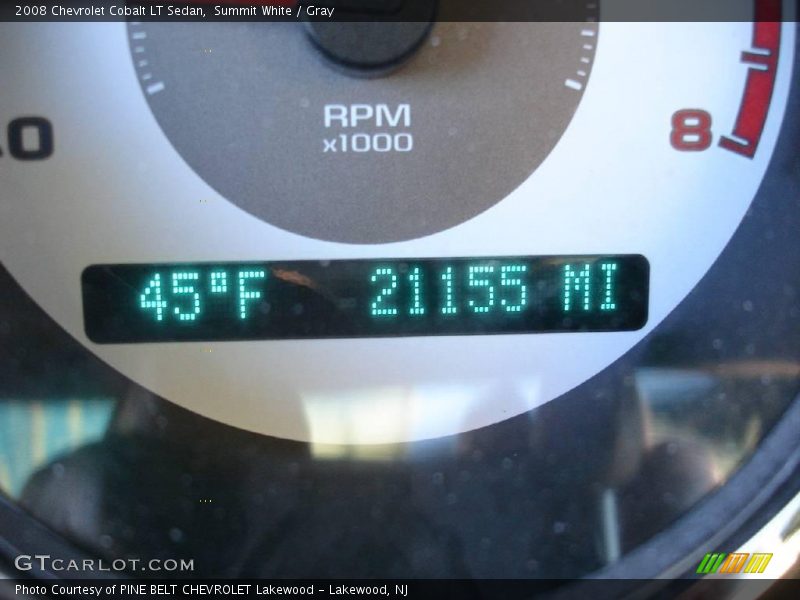 2008 Chevrolet Cobalt LT Sedan,  Summit White / Gray
RPM
x1000
0
8
45°F 21155 MI
GTCARLOT.COM
Photo Courtesy of PINE BELT CHEVROLET Lakewood - Lakewood, NJ